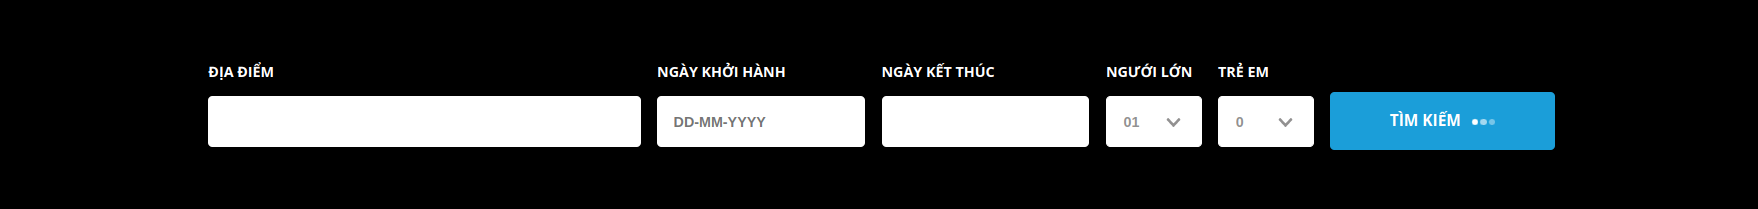 ĐỊA ĐIỂM
NGÀY KHỞI HÀNH
NGÀY KẾT THÚC
NGƯỜI LỚN
TRẺ EM
DD-MM-YYYY
01
0
TÌM KIẾM